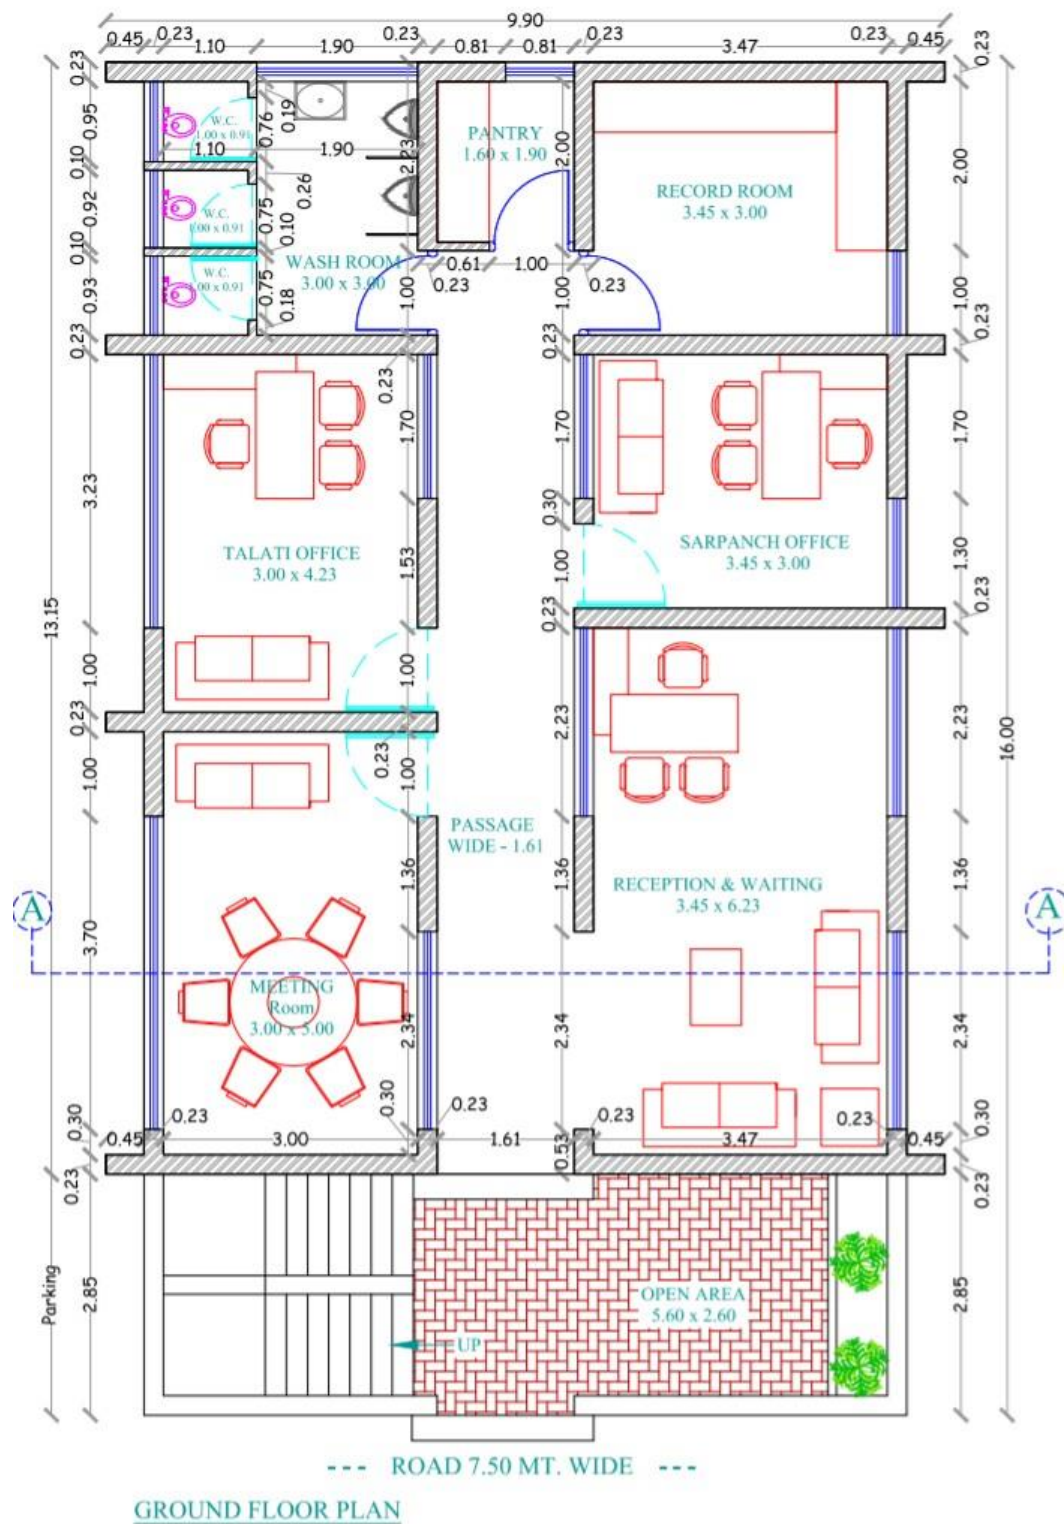 9.90
0.45
0.23
1.10
1.90
0.23
0.81
0.81
0.23
3.47
0.23
0.45
0.23
0.23
0.95
W.C.
1.00 x 0.91
0.76
0.19
1.10
1.90
2.23
PANTRY
1.60 x 1.90
2.00
2.00
RECORD ROOM
3.45 x 3.00
0.10
0.26
0.92
W.C.
1.00 x 0.91
0.75
0.10
0.10
W.C.
1.00 x 0.91
WASH ROOM
3.00 x 3.00
0.61
1.00
0.93
0.75
0.18
1.00
0.23
1.00
0.23
1.00
0.23
0.23
0.23
0.23
1.70
1.70
1.70
3.23
0.30
TALATI OFFICE
3.00 x 4.23
1.53
1.00
SARPANCH OFFICE
3.45 x 3.00
1.30
13.15
0.23
0.23
1.00
1.00
0.23
0.23
2.23
2.23
16.00
1.00
1.00
PASSAGE
WIDE - 1.61
1.36
1.36
RECEPTION & WAITING
3.45 x 6.23
1.36
A
A
3.70
MEETING
Room
3.00 x 5.00
2.34
2.34
2.34
0.30
0.23
0.30
0.23
0.23
0.23
0.30
0.45
3.00
1.61
0.53
3.47
0.45
0.23
0.23
Parking
2.85
OPEN AREA
5.60 x 2.60
2.85
UP
--- ROAD 7.50 MT. WIDE ---
GROUND FLOOR PLAN